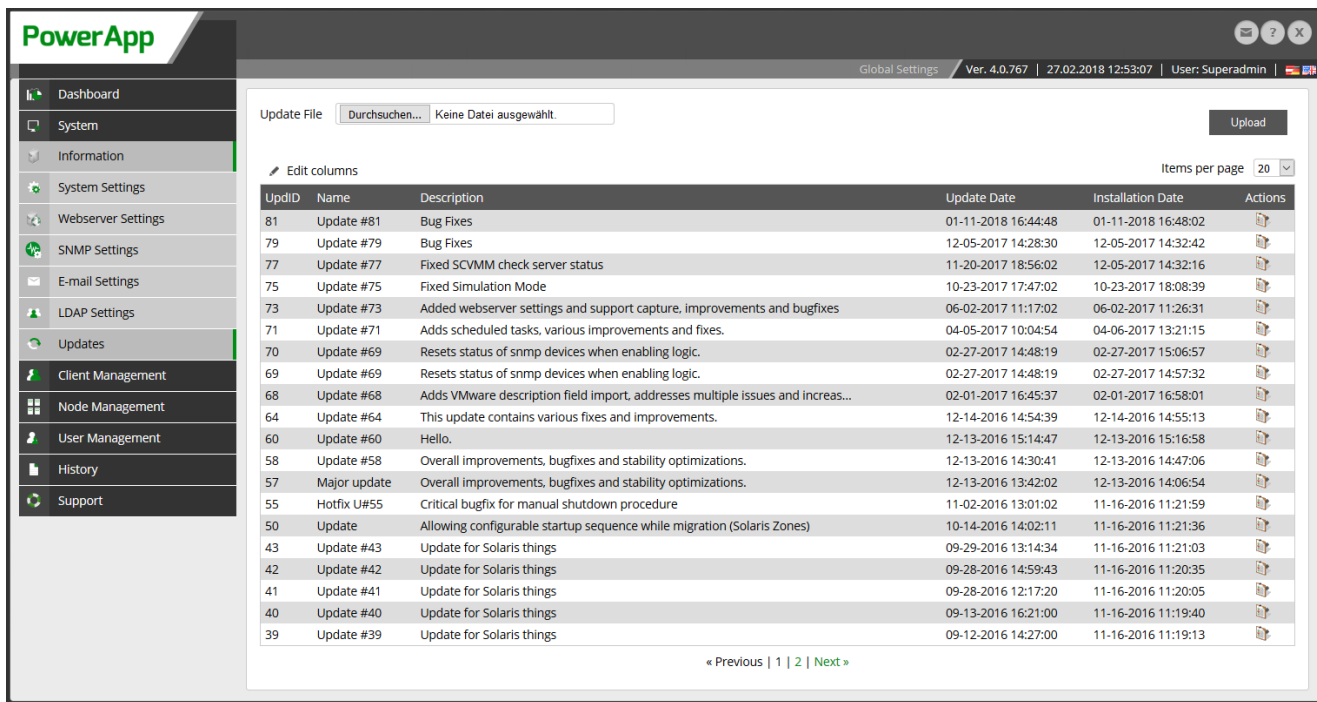 PowerApp
Global Settings Ver. 4.0.767 | 27.02.2018 12:53:07 | User: Superadmin |
Dashboard
System
Information
System Settings
Webserver Settings
SNMP Settings
E-mail Settings
LDAP Settings
Updates
Client Management
Node Management
User Management
History
Support
Update File Durchsuchen... Keine Datei ausgewählt.
Upload
Edit columns
Items per page 20
UpdID Name Description Update Date Installation Date Actions
81 Update #81 Bug Fixes 01-11-2018 16:44:48 01-11-2018 16:48:02
79 Update #79 Bug Fixes 12-05-2017 14:28:30 12-05-2017 14:32:42
77 Update #77 Fixed SCVMM check server status 11-20-2017 18:56:02 12-05-2017 14:32:16
75 Update #75 Fixed Simulation Mode 10-23-2017 17:47:02 10-23-2017 18:08:39
73 Update #73 Added webserver settings and support capture, improvements and bugfixes 06-02-2017 11:17:02 06-02-2017 11:26:31
71 Update #71 Adds scheduled tasks, various improvements and fixes. 04-05-2017 10:04:54 04-06-2017 13:21:15
70 Update #69 Resets status of snmp devices when enabling logic. 02-27-2017 14:48:19 02-27-2017 15:06:57
69 Update #69 Resets status of snmp devices when enabling logic. 02-27-2017 14:48:19 02-27-2017 14:57:32
68 Update #68 Adds VMware description field import, addresses multiple issues and increas... 02-01-2017 16:45:37 02-01-2017 16:58:01
64 Update #64 This update contains various fixes and improvements. 12-14-2016 14:54:39 12-14-2016 14:55:13
60 Update #60 Hello. 12-13-2016 15:14:47 12-13-2016 15:16:58
58 Update #58 Overall improvements, bugfixes and stability optimizations. 12-13-2016 14:30:41 12-13-2016 14:47:06
57 Major update Overall improvements, bugfixes and stability optimizations. 12-13-2016 13:42:02 12-13-2016 14:06:54
55 Hotfix U#55 Critical bugfix for manual shutdown procedure 11-02-2016 13:01:02 11-16-2016 11:21:59
50 Update Allowing configurable startup sequence while migration (Solaris Zones) 10-14-2016 14:02:11 11-16-2016 11:21:36
43 Update #43 Update for Solaris things 09-29-2016 13:14:34 11-16-2016 11:21:03
42 Update #42 Update for Solaris things 09-28-2016 14:59:43 11-16-2016 11:20:35
41 Update #41 Update for Solaris things 09-28-2016 12:17:20 11-16-2016 11:20:05
40 Update #40 Update for Solaris things 09-13-2016 16:21:00 11-16-2016 11:19:40
39 Update #39 Update for Solaris things 09-12-2016 14:27:00 11-16-2016 11:19:13
« Previous | 1 | 2 | Next »